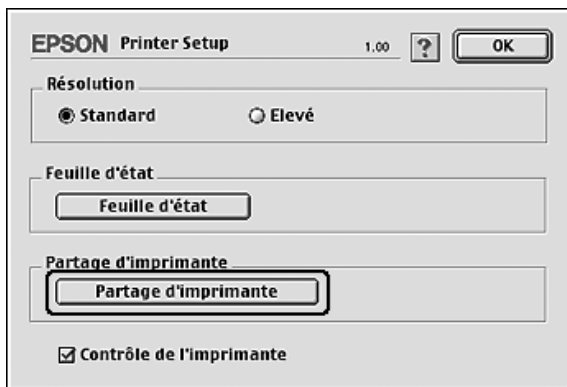 EPSON Printer Setup 1.00 ? OK
Résolution
Standard Elevé
Feuille d'état
Feuille d'état
Partage d'imprimante
Partage d'imprimante
Contrôle de l'imprimante